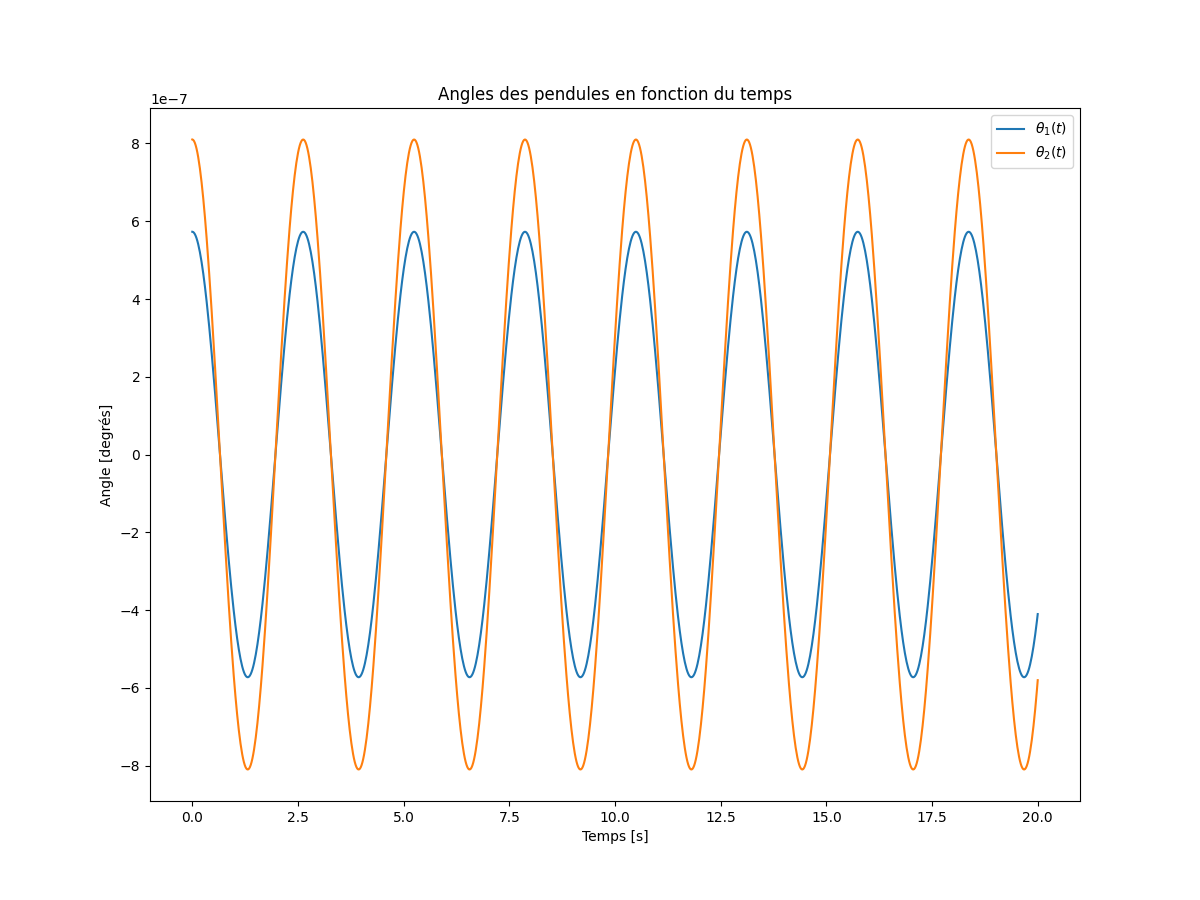 Angles des pendules en fonction du temps
1e−7
θ1(t)
θ2(t)
8
6
4
2
0
−2
−4
−6
−8
Angle [degrés]
0.0 2.5 5.0 7.5 10.0 12.5 15.0 17.5 20.0
Temps [s]